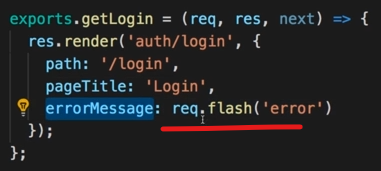 exports.getLogin = (req, res, next) => {
res.render('auth/login', {
path: '/login',
pageTitle: 'Login',
errorMessage: req.flash('error')
});
};